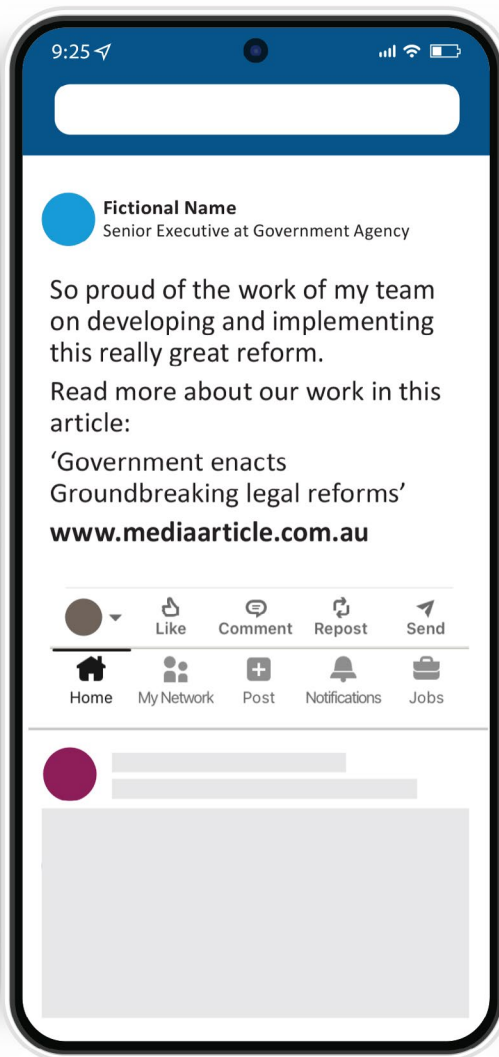 9:25
Fictional Name
Senior Executive at Government Agency
So proud of the work of my team
on developing and implementing
this really great reform.
Read more about our work in this
article:
‘Government enacts
Groundbreaking legal reforms’
www.mediaarticle.com.au
Like Comment Repost Send
Home My Network Post Notifications Jobs